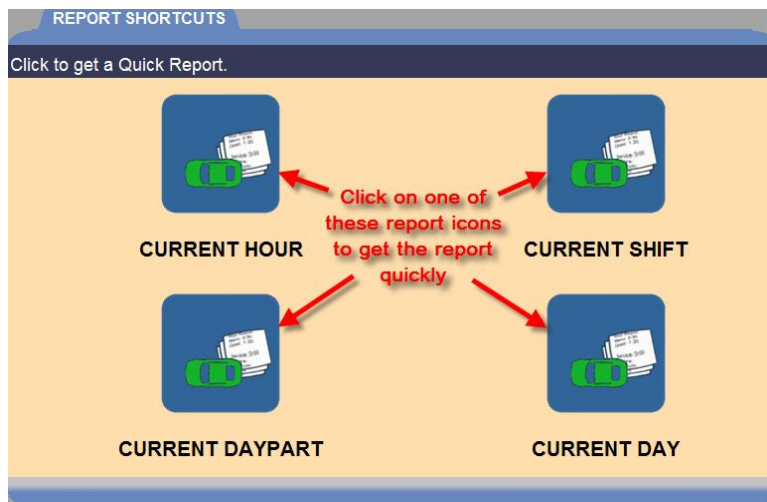 REPORT SHORTCUTS
Click to get a Quick Report.
Click on one of
these report icons
to get the report
quickly
CURRENT HOUR
CURRENT SHIFT
CURRENT DAYPART
CURRENT DAY